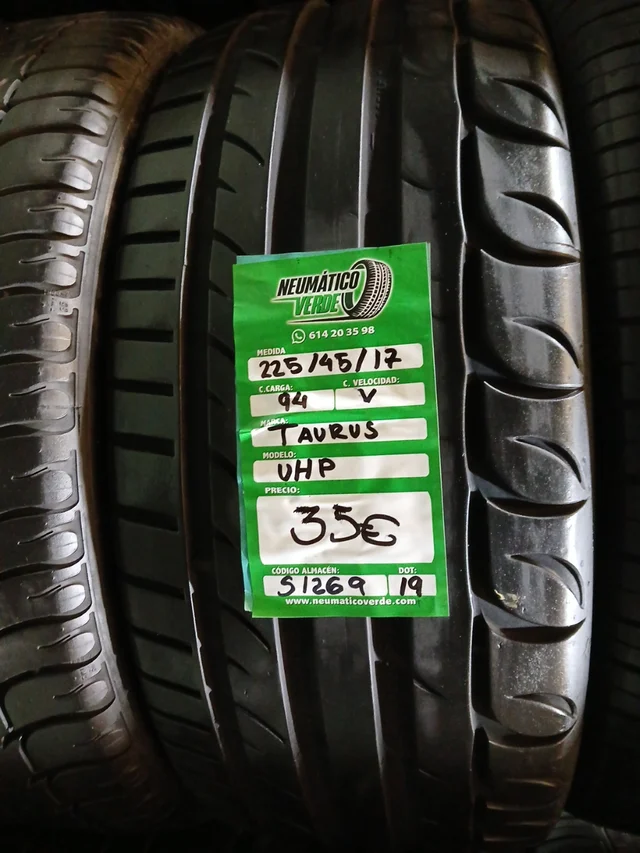 NEUMÁTICO
VERDE
614 20 35 98
MEDIDA
225/45/17
C.CARGA: C. VELOCIDAD:
94 V
MARCA:
TAURUS
MODELO:
UHP
PRECIO:
35€
CÓDIGO ALMACÉN: DOT:
S1269 19
www.neumaticoverde.com